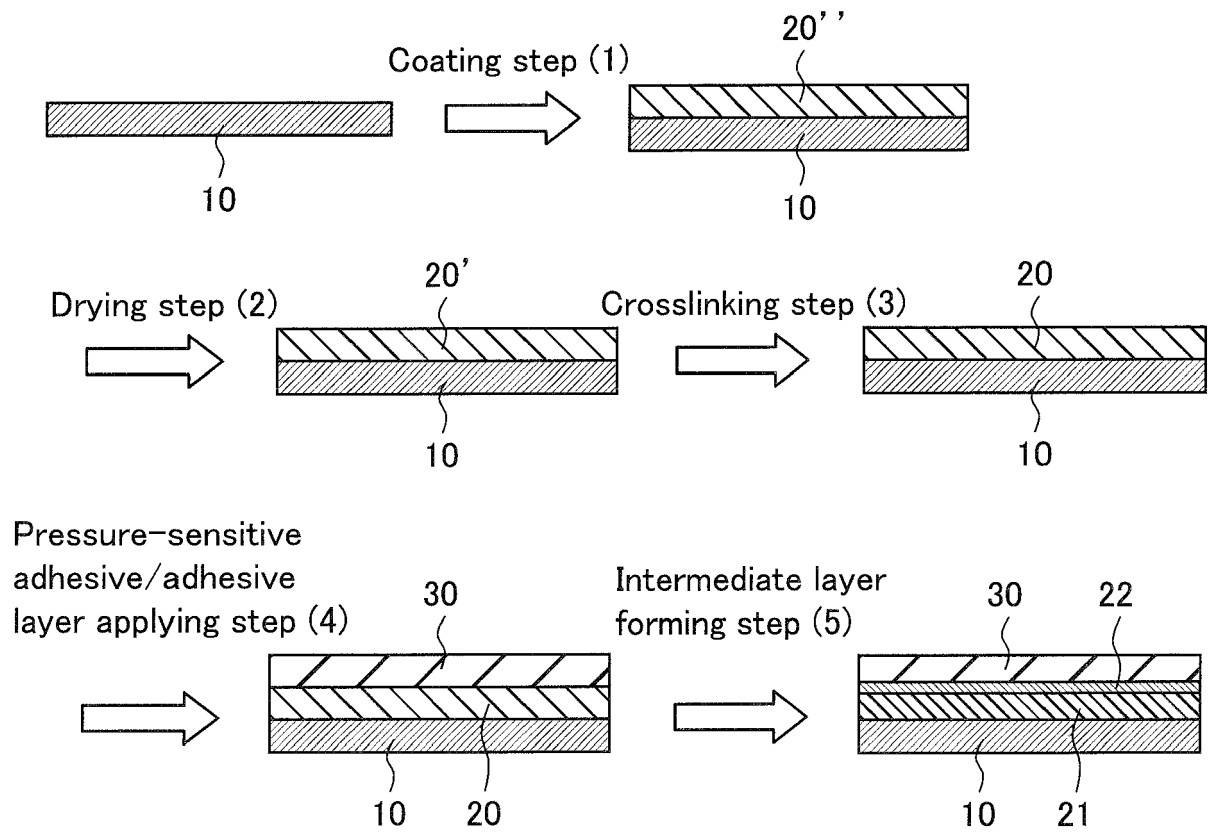 20''
Coating step (1)
10
10
Drying step (2)
20'
Crosslinking step (3)
20
10
10
Pressure-sensitive
adhesive/adhesive
layer applying step (4)
30
Intermediate layer
forming step (5)
30
22
10
20
10
21